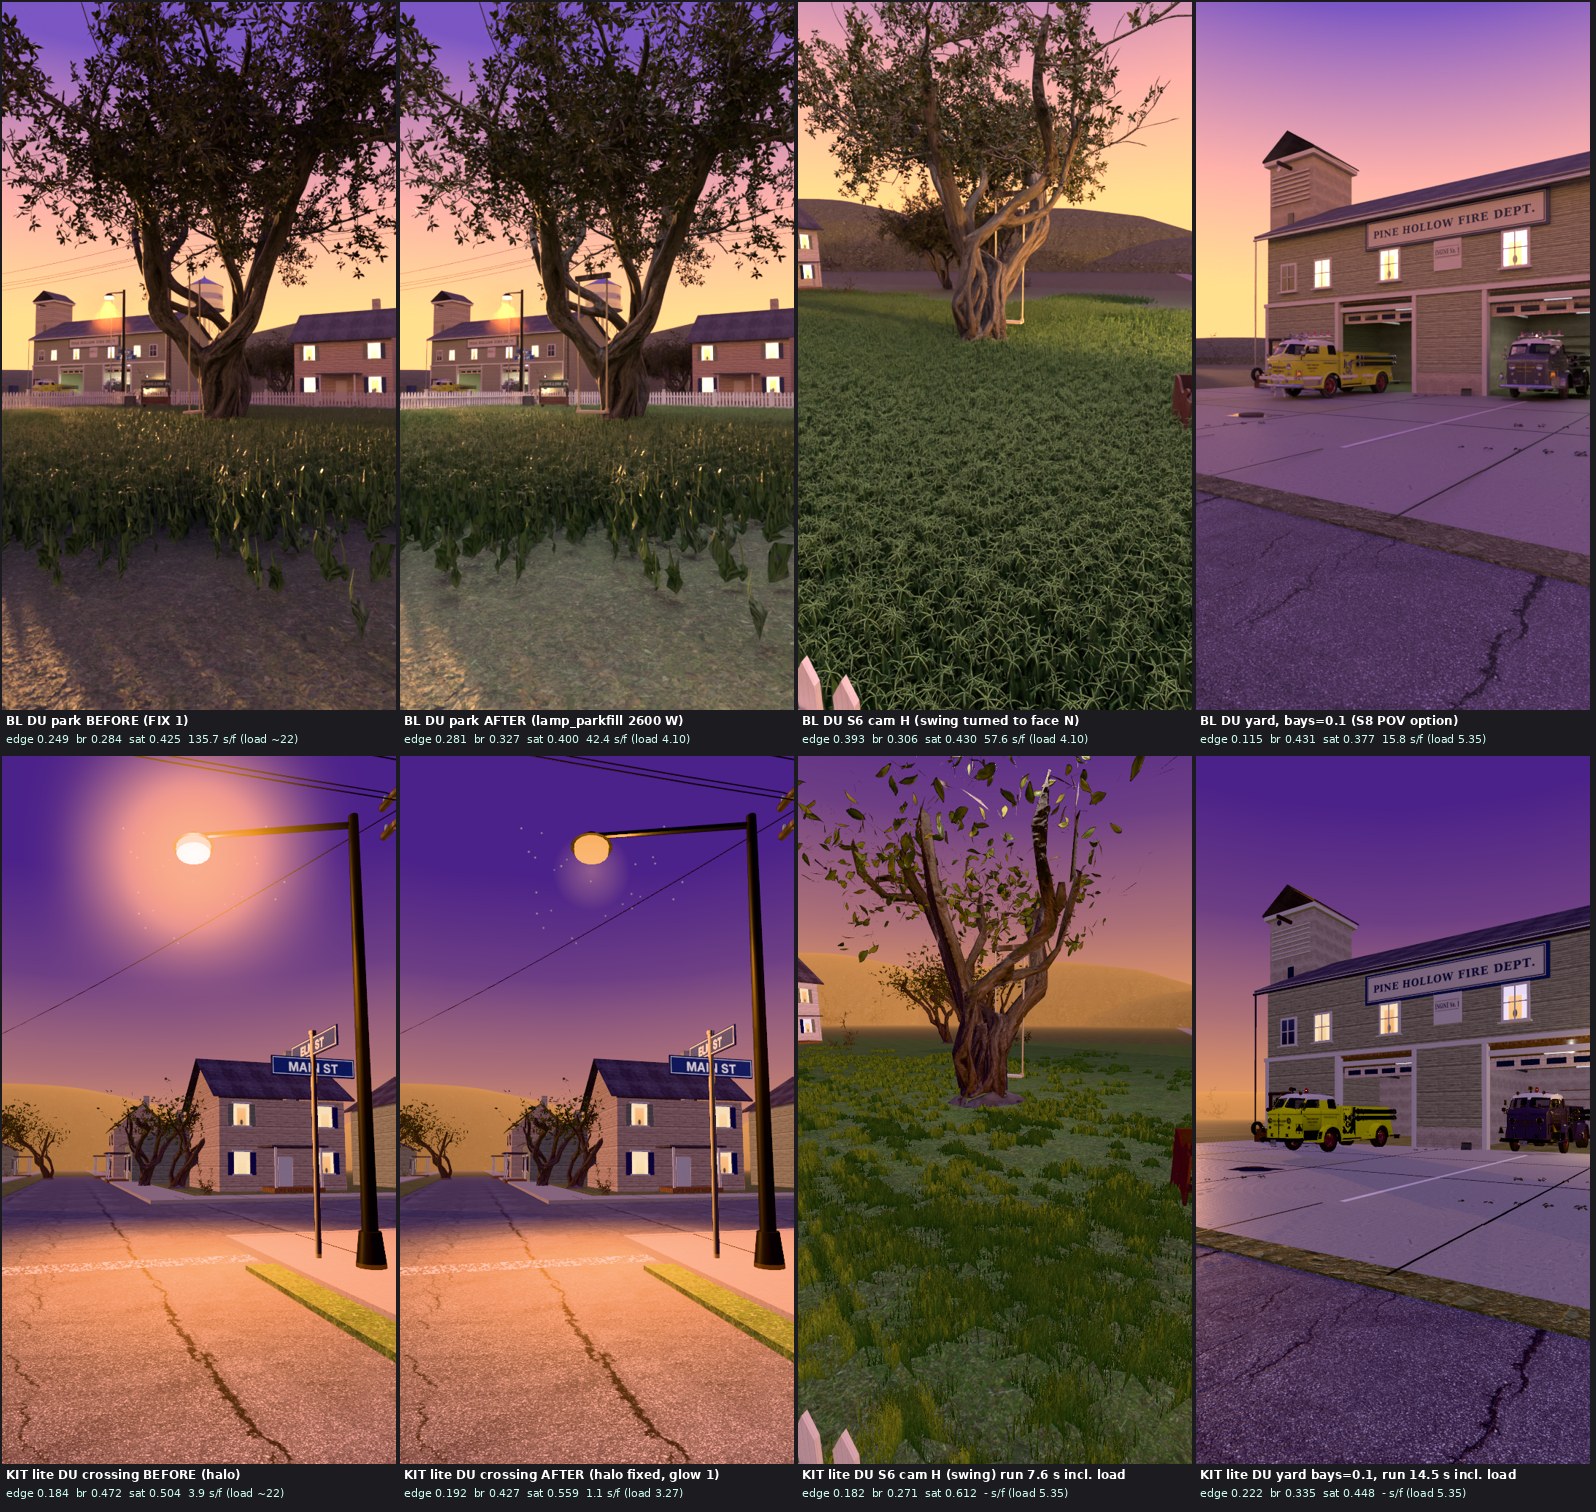 PINE HOLLOW FIRE DEPT.
BL DU park BEFORE (FIX 1)
edge 0.249 br 0.284 sat 0.425 135.7 s/f (load ~22)
BL DU park AFTER (lamp_parkfill 2600 W)
edge 0.281 br 0.327 sat 0.400 42.4 s/f (load 4.10)
BL DU S6 cam H (swing turned to face N)
edge 0.393 br 0.306 sat 0.430 57.6 s/f (load 4.10)
BL DU yard, bays=0.1 (S8 POV option)
edge 0.115 br 0.431 sat 0.377 15.8 s/f (load 5.35)
ELM ST
MAIN ST
ELM ST
MAIN ST
PINE HOLLOW FIRE DEPT.
KIT lite DU crossing BEFORE (halo)
edge 0.184 br 0.472 sat 0.504 3.9 s/f (load ~22)
KIT lite DU crossing AFTER (halo fixed, glow 1)
edge 0.192 br 0.427 sat 0.559 1.1 s/f (load 3.27)
KIT lite DU S6 cam H (swing) run 7.6 s incl. load
edge 0.182 br 0.271 sat 0.612 - s/f (load 5.35)
KIT lite DU yard bays=0.1, run 14.5 s incl. load
edge 0.222 br 0.335 sat 0.448 - s/f (load 5.35)